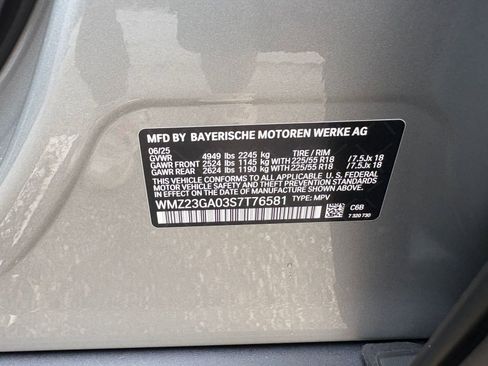 MFD BY BAYERISCHE MOTOREN WERKE AG
06/25
GVWR 4949 lbs 2245 kg TIRE / RIM
GAWR FRONT 2524 lbs 1145 kg WITH 225/55 R18 /7.5Jx 18
GAWR REAR 2624 lbs 1190 kg WITH 225/55 R18 /7.5Jx 18
THIS VEHICLE CONFORMS TO ALL APPLICABLE
U.S. FEDERAL MOTOR VEHICLE SAFETY
AND THEFT PREVENTION STANDARDS IN EFFECT
ON THE DATE OF MANUFACTURE SHOWN ABOVE.
WMZ23GA03S7T76581 TYPE: MPV
C6B
7 320 730